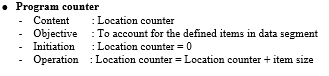 • Program counter
- Content : Location counter
- Objective : To account for the defined items in data segment
- Initiation : Location counter = 0
- Operation : Location counter = Location counter + item size